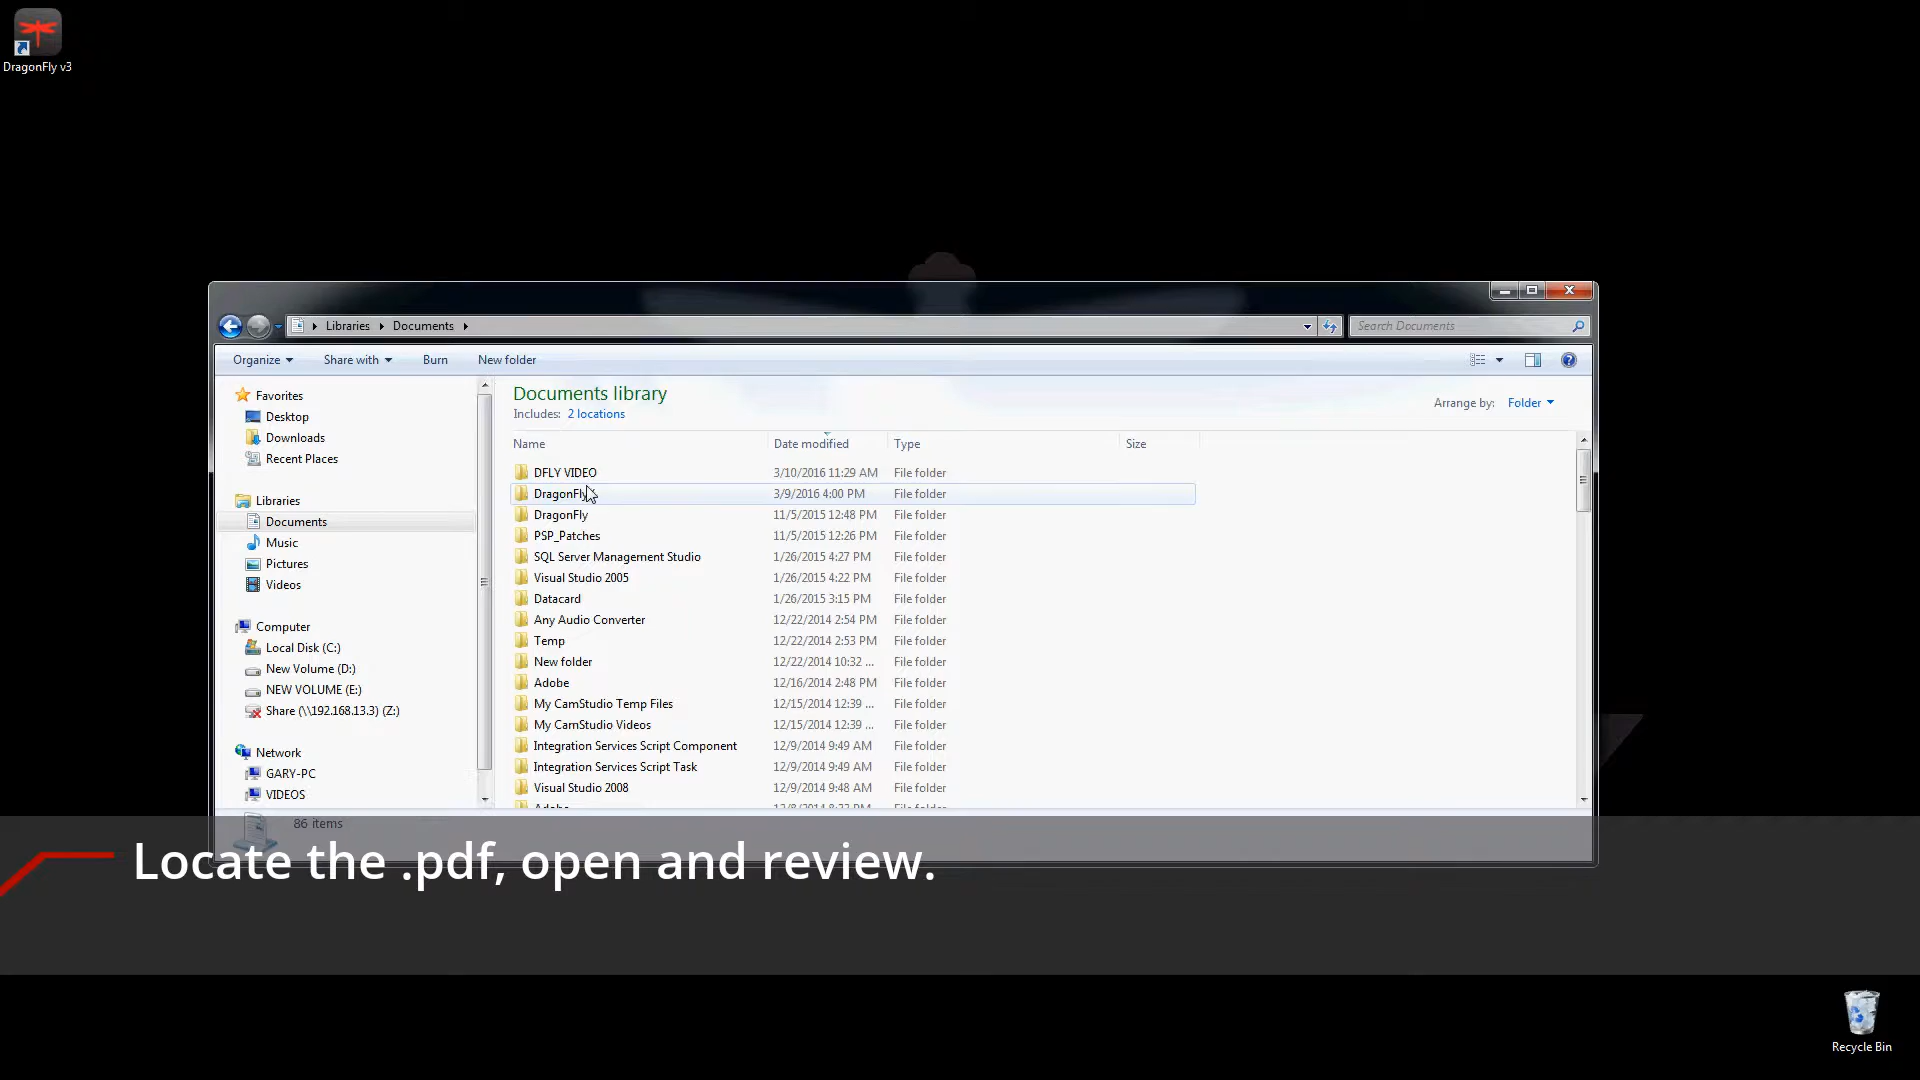 DragonFly v3
Libraries Documents
Search Documents
Organize Share with Burn New folder
Documents library
Includes: 2 locations
Arrange by: Folder
Name Date modified Type Size
Favorites
Desktop
Downloads
Recent Places
Libraries
Documents
Music
Pictures
Videos
Computer
Local Disk (C:)
New Volume (D:)
NEW VOLUME (E:)
Share (\\192.168.13.3) (Z:)
Network
GARY-PC
VIDEOS
DFLY VIDEO 3/10/2016 11:29 AM File folder
DragonFly 3/9/2016 4:00 PM File folder
DragonFly 11/5/2015 12:48 PM File folder
PSP_Patches 11/5/2015 12:26 PM File folder
SQL Server Management Studio 1/26/2015 4:27 PM File folder
Visual Studio 2005 1/26/2015 4:22 PM File folder
Datacard 1/26/2015 3:15 PM File folder
Any Audio Converter 12/22/2014 2:54 PM File folder
Temp 12/22/2014 2:53 PM File folder
New folder 12/22/2014 10:32 ... File folder
Adobe 12/16/2014 2:48 PM File folder
My CamStudio Temp Files 12/15/2014 12:39 ... File folder
My CamStudio Videos 12/15/2014 12:39 ... File folder
Integration Services Script Component 12/9/2014 9:49 AM File folder
Integration Services Script Task 12/9/2014 9:49 AM File folder
Visual Studio 2008 12/9/2014 9:48 AM File folder
86 items
Locate the .pdf, open and review.
Recycle Bin